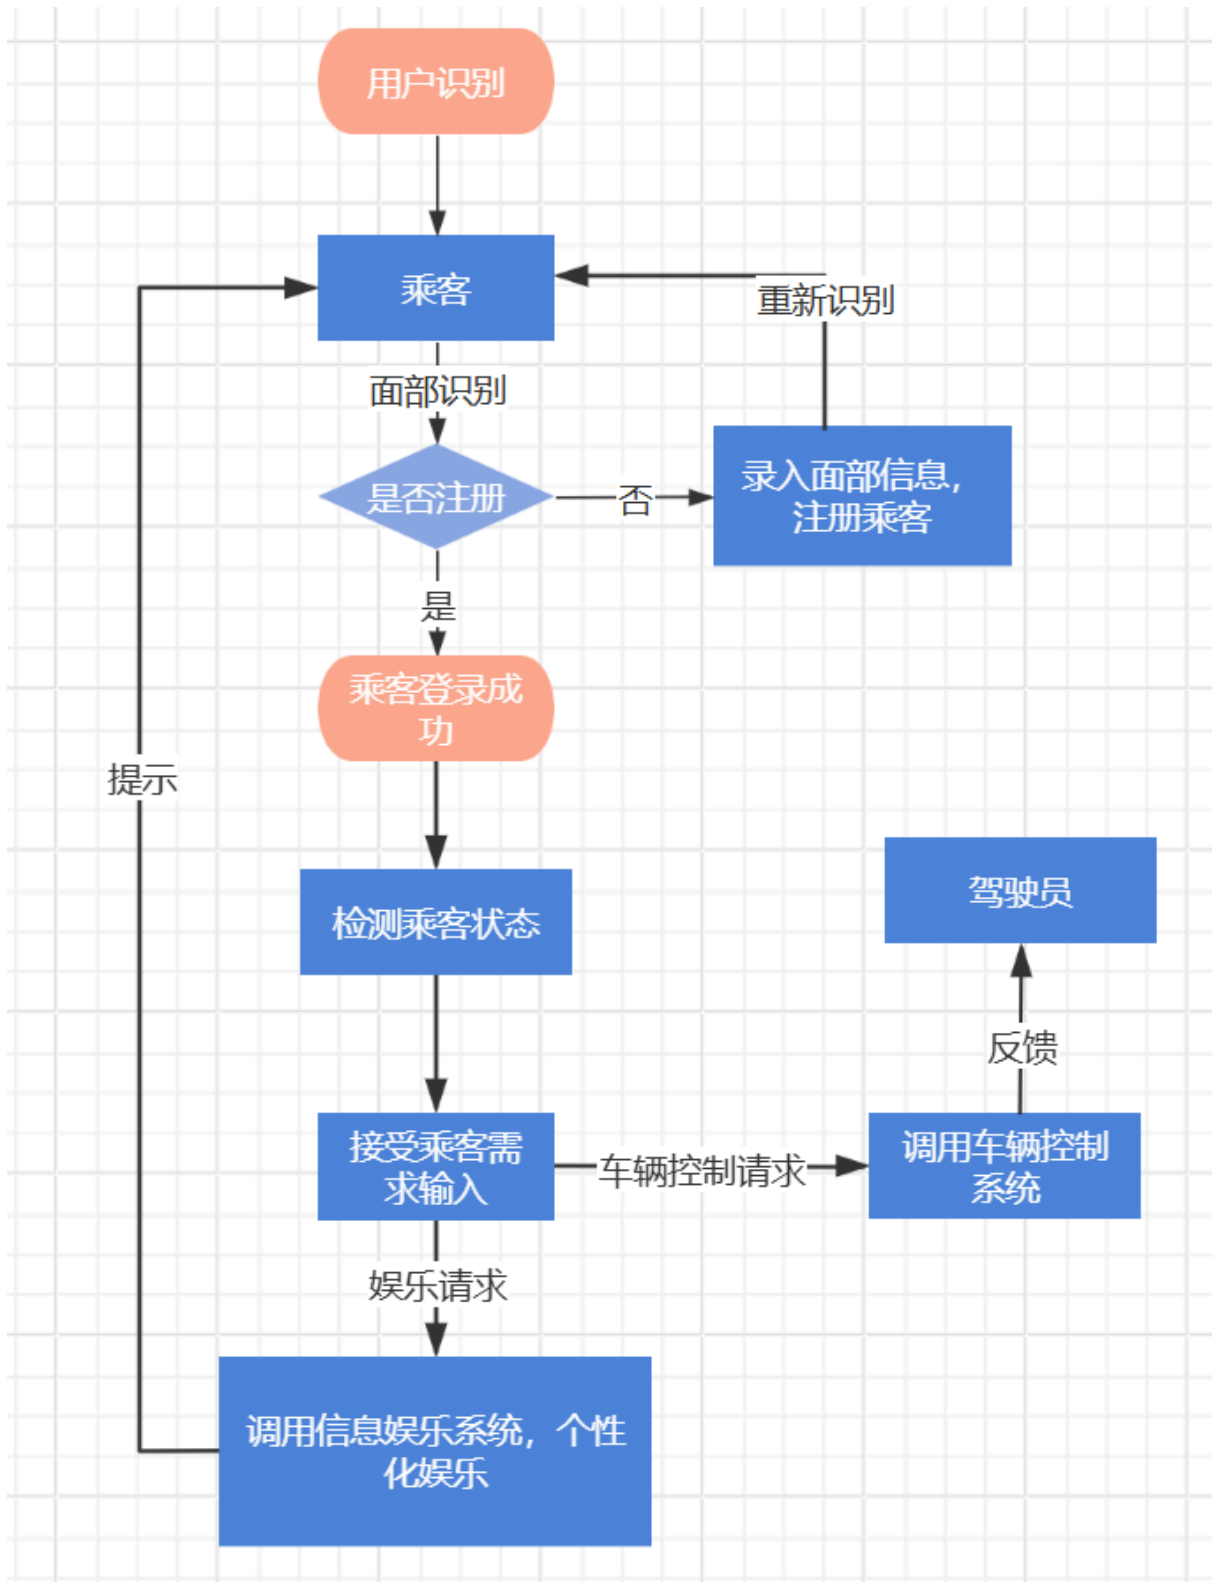 用户识别
乘客
重新识别
面部识别
是否注册
否
录入面部信息，
注册乘客
是
乘客登录成
功
提示
检测乘客状态
驾驶员
反馈
接受乘客需
求输入
车辆控制请求
调用车辆控制
系统
娱乐请求
调用信息娱乐系统，个性
化娱乐